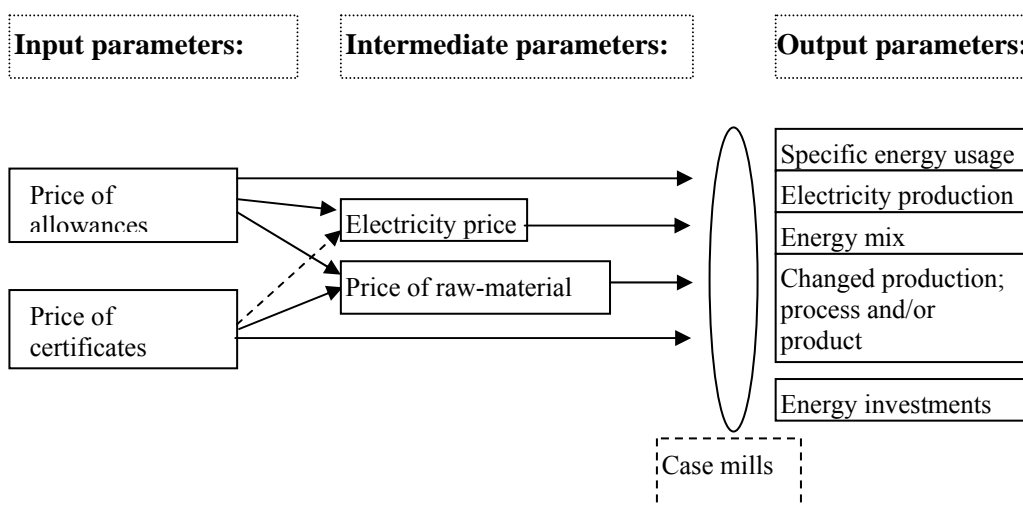 Input parameters:
Intermediate parameters:
Output parameters:
Price of
allowances
Price of
certificates
Electricity price
Price of raw-material
Specific energy usage
Electricity production
Energy mix
Changed production;
process and/or
product
Energy investments
Case mills